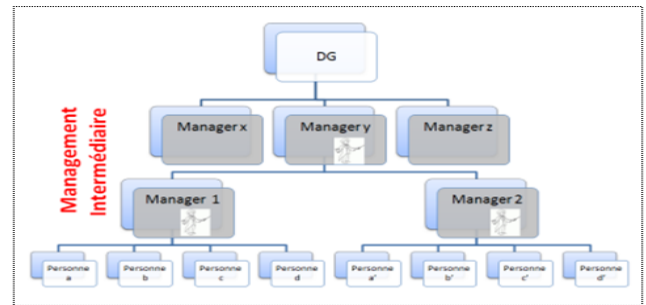 DG
Management
Intermédiaire
Manager x
Manager y
Manager z
Manager 1
Manager 2
Personne
a
Personne
b
Personne
c
Personne
d
Personne
a'
Personne
b'
Personne
c'
Personne
d'